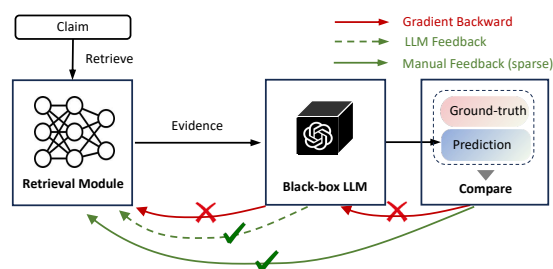 Claim
Gradient Backward
LLM Feedback
Manual Feedback (sparse)
Retrieve
Evidence
Ground-truth
Prediction
Retrieval Module
Black-box LLM
Compare